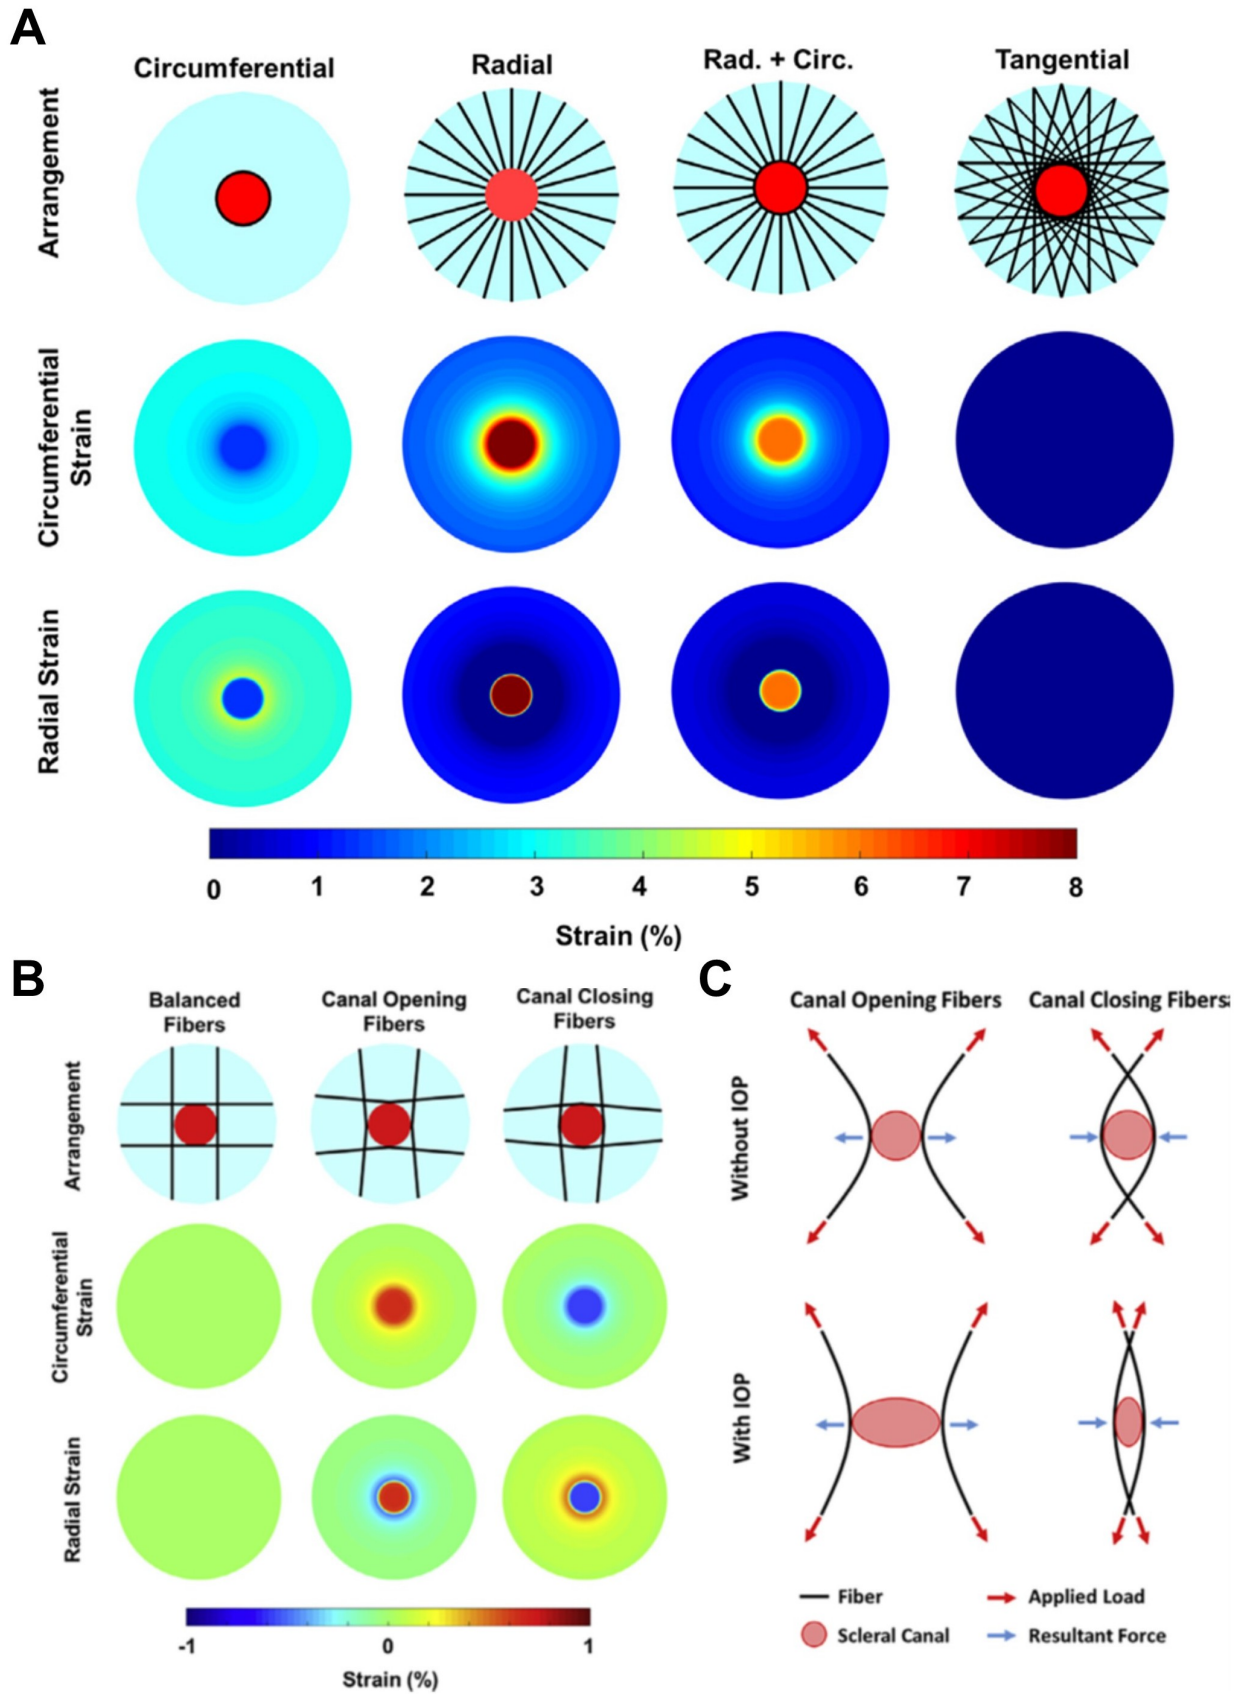 A
Circumferential
Radial
Rad. + Circ.
Tangential
Arrangement
Circumferential
Strain
Radial Strain
0 1 2 3 4 5 6 7 8
Strain (%)
B
Balanced
Fibers
Canal Opening
Fibers
Canal Closing
Fibers
Arrangement
Circumferential
Strain
Radial Strain
-1 0 1
Strain (%)
C
Canal Opening Fibers
Canal Closing Fibers
Without IOP
With IOP
Fiber
Applied Load
Scleral Canal
Resultant Force